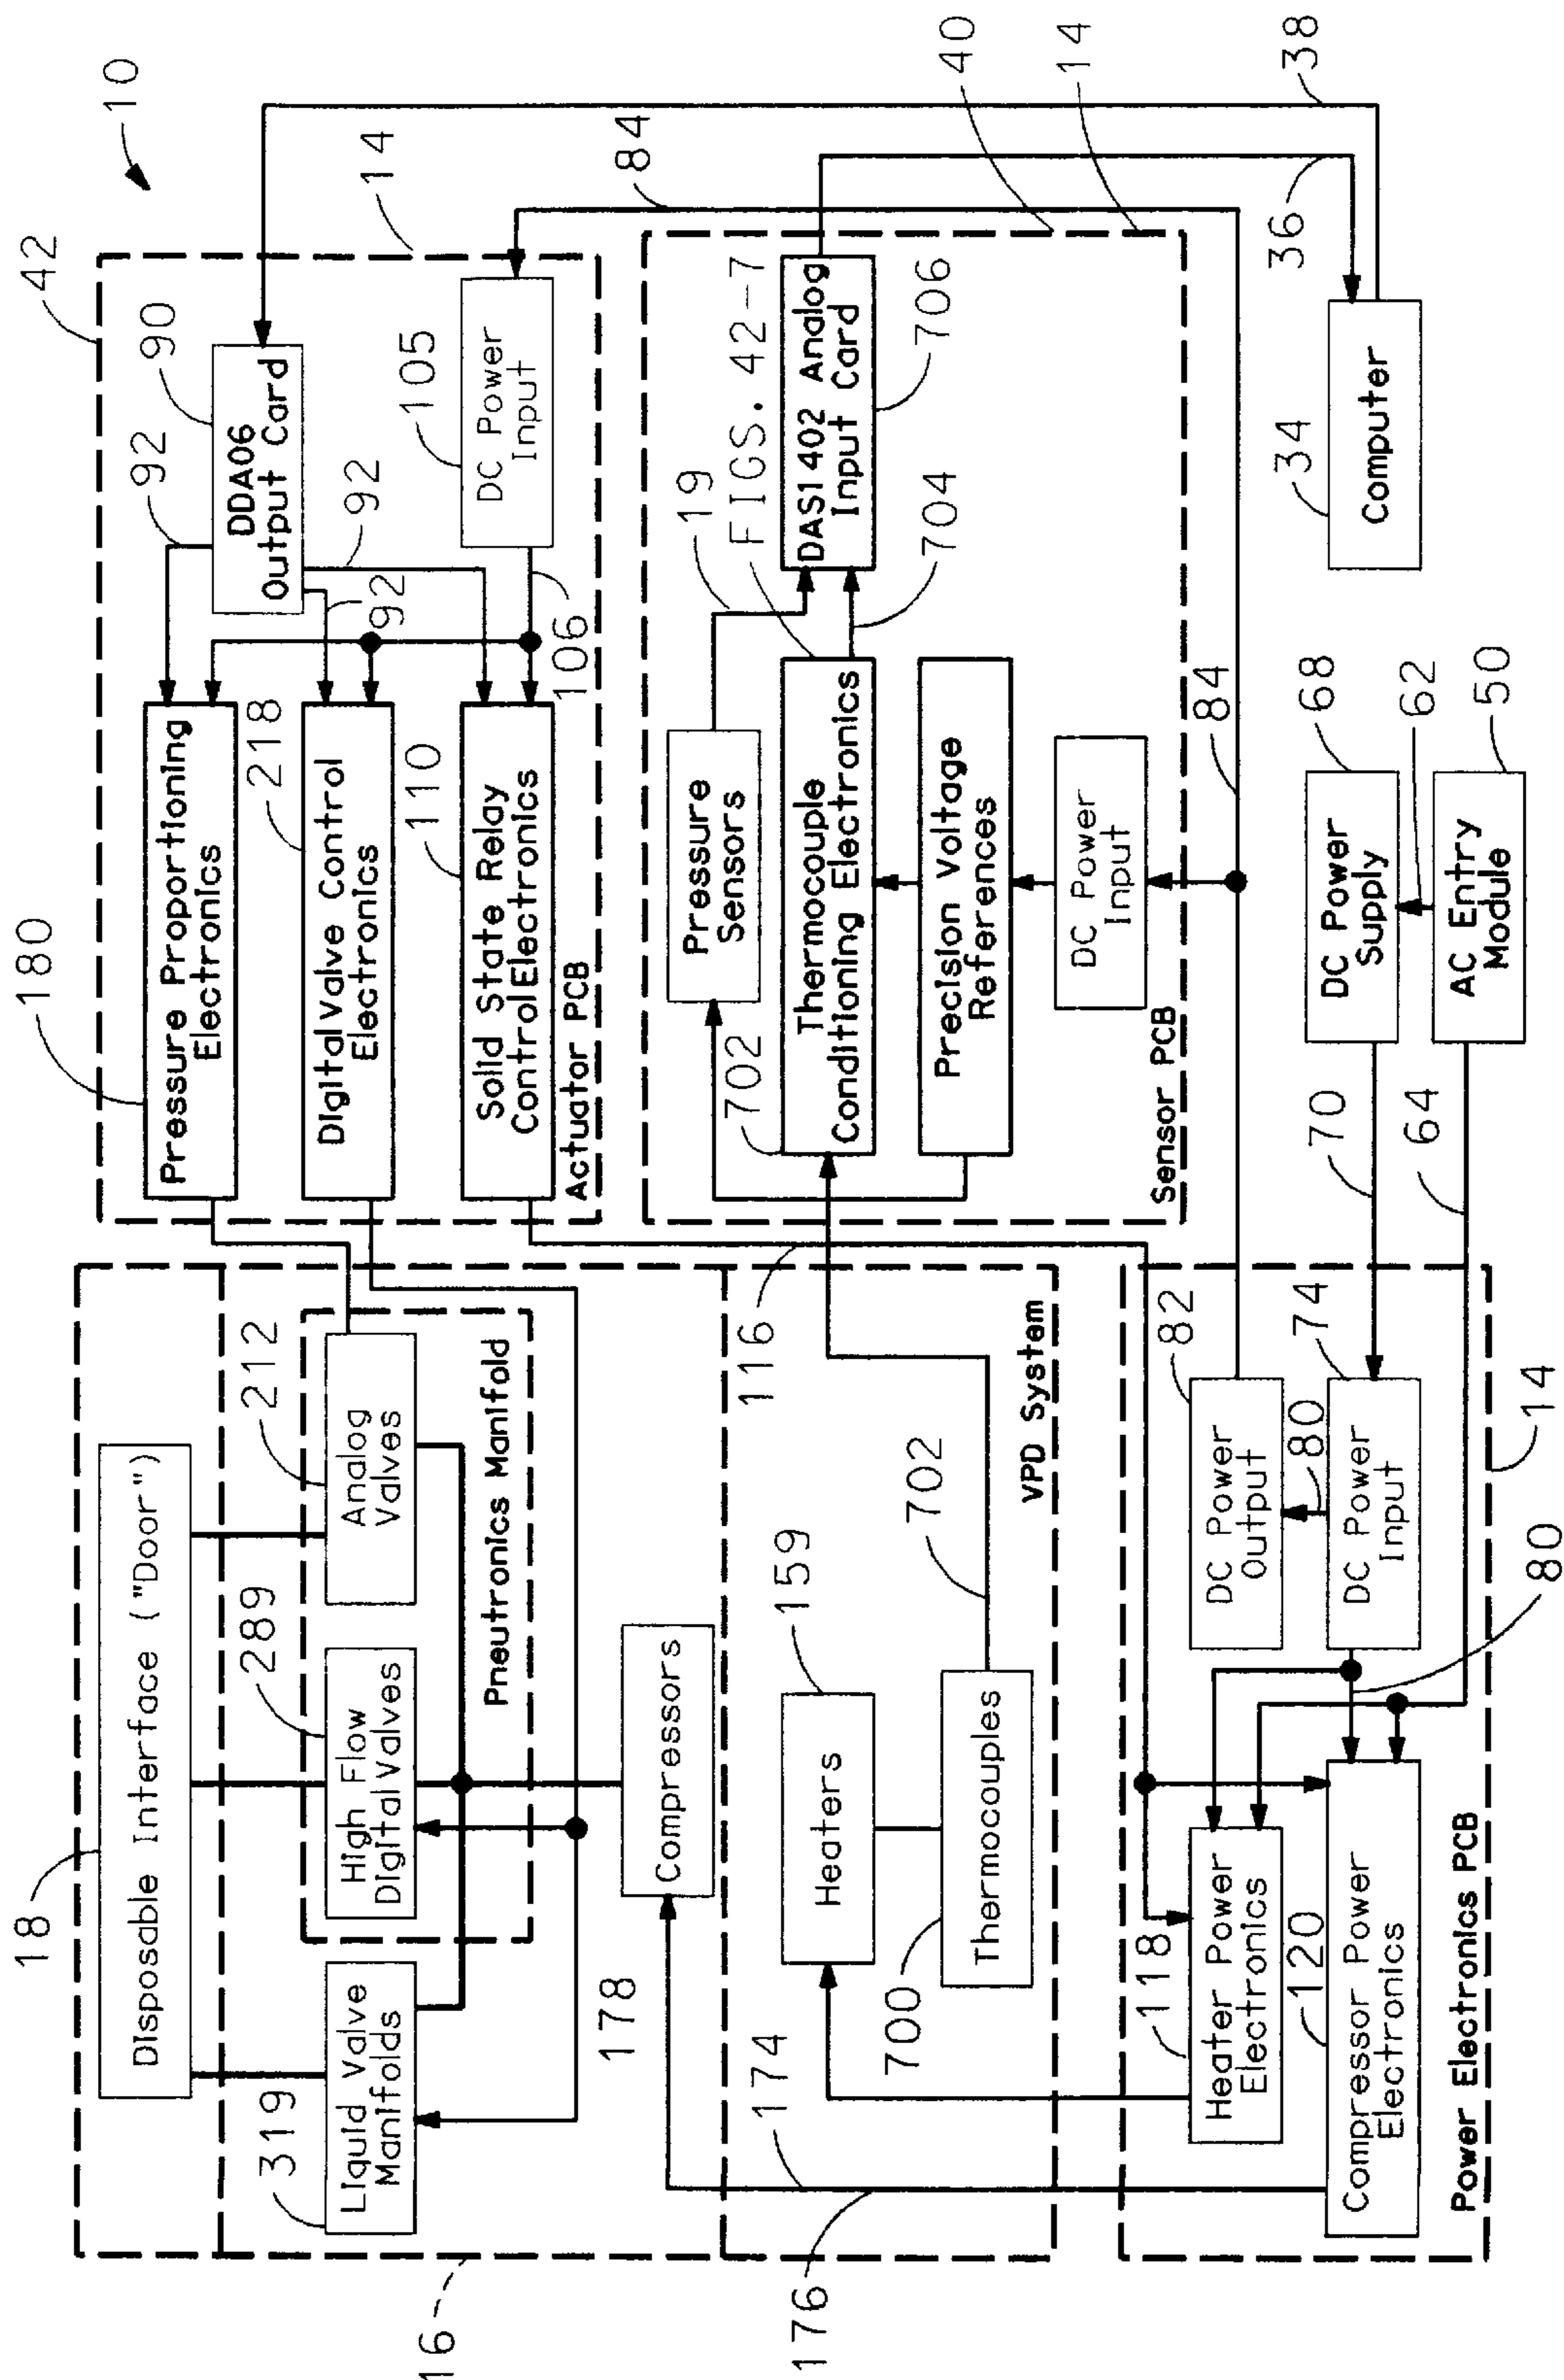 10
42
14
90
DDA06
Output Card
92
92
92
105
DC Power
Input
106
84
38
180
Pressure Proportioning
Electronics
218
Digital Valve Control
Electronics
110
Solid State Relay
Control Electronics
Actuator PCB
40
14
FIGS. 42-7
DAS1402 Analog
Input Card
706
19
704
Pressure
Sensors
702
Thermocouple
Conditioning Electronics
Precision Voltage
References
DC Power
Input
Sensor PCB
84
36
34
Computer
68
DC Power
Supply
62
50
AC Entry
Module
70
64
18
Disposable Interface ("Door")
212
Analog
Valves
289
High Flow
Digital Valves
Pneutronics Manifold
319
Liquid Valve
Manifolds
178
Compressors
16
116
VPD System
159
Heaters
702
700
Thermocouples
174
176
82
DC Power
Output
80
74
DC Power
Input
80
14
118
Heater Power
Electronics
120
Compressor Power
Electronics
Power Electronics PCB